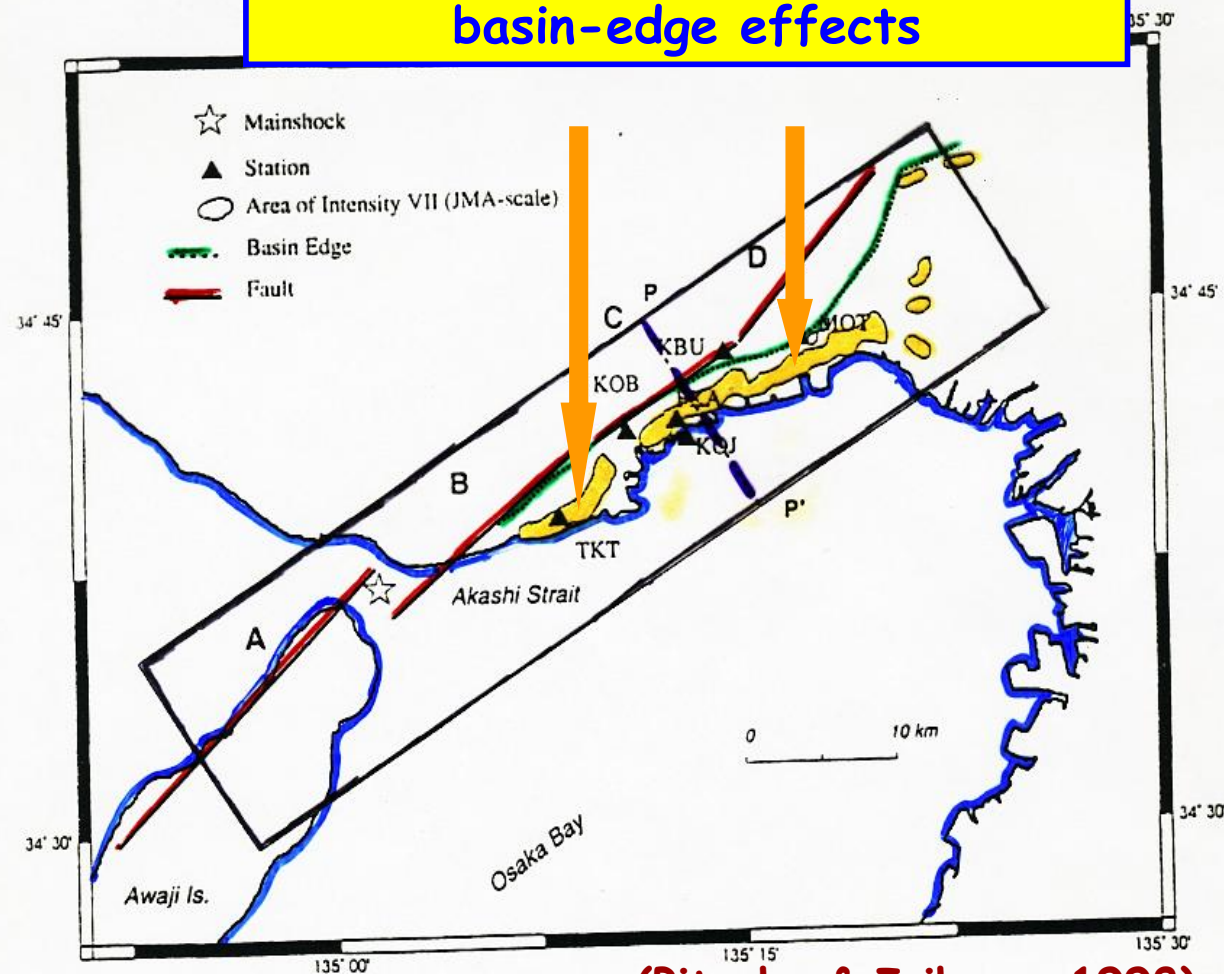 basin-edge effects
35° 30'
Mainshock
Station
Area of Intensity VII (JMA-scale)
Basin Edge
Fault
D
P
C
34° 45'
34° 45'
KBU
MOT
KOB
B
KOJ
P'
TKT
Akashi Strait
A
0 10 km
34° 30'
34° 30'
Osaka Bay
Awaji Is.
135° 00'
135° 15'
135° 30'